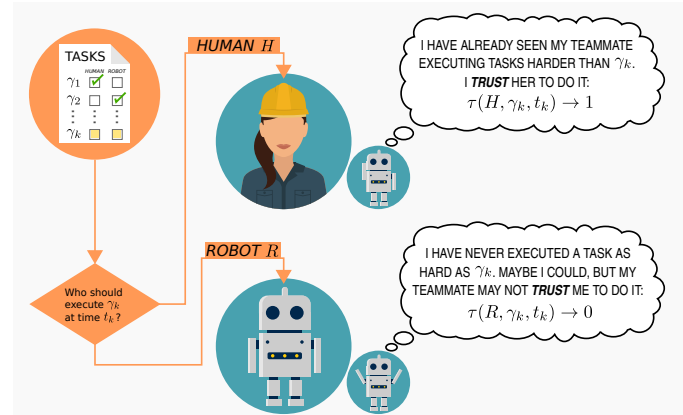 TASKS
HUMAN ROBOT
γ₁
γ₂
⋮ ⋮ ⋮
γₖ
HUMAN H
I HAVE ALREADY SEEN MY TEAMMATE
EXECUTING TASKS HARDER THAN γₖ.
I TRUST HER TO DO IT:
τ(H, γₖ, tₖ) → 1
Who should
execute γₖ
at time tₖ?
ROBOT R
I HAVE NEVER EXECUTED A TASK AS
HARD AS γₖ. MAYBE I COULD, BUT MY
TEAMMATE MAY NOT TRUST ME TO DO IT:
τ(R, γₖ, tₖ) → 0